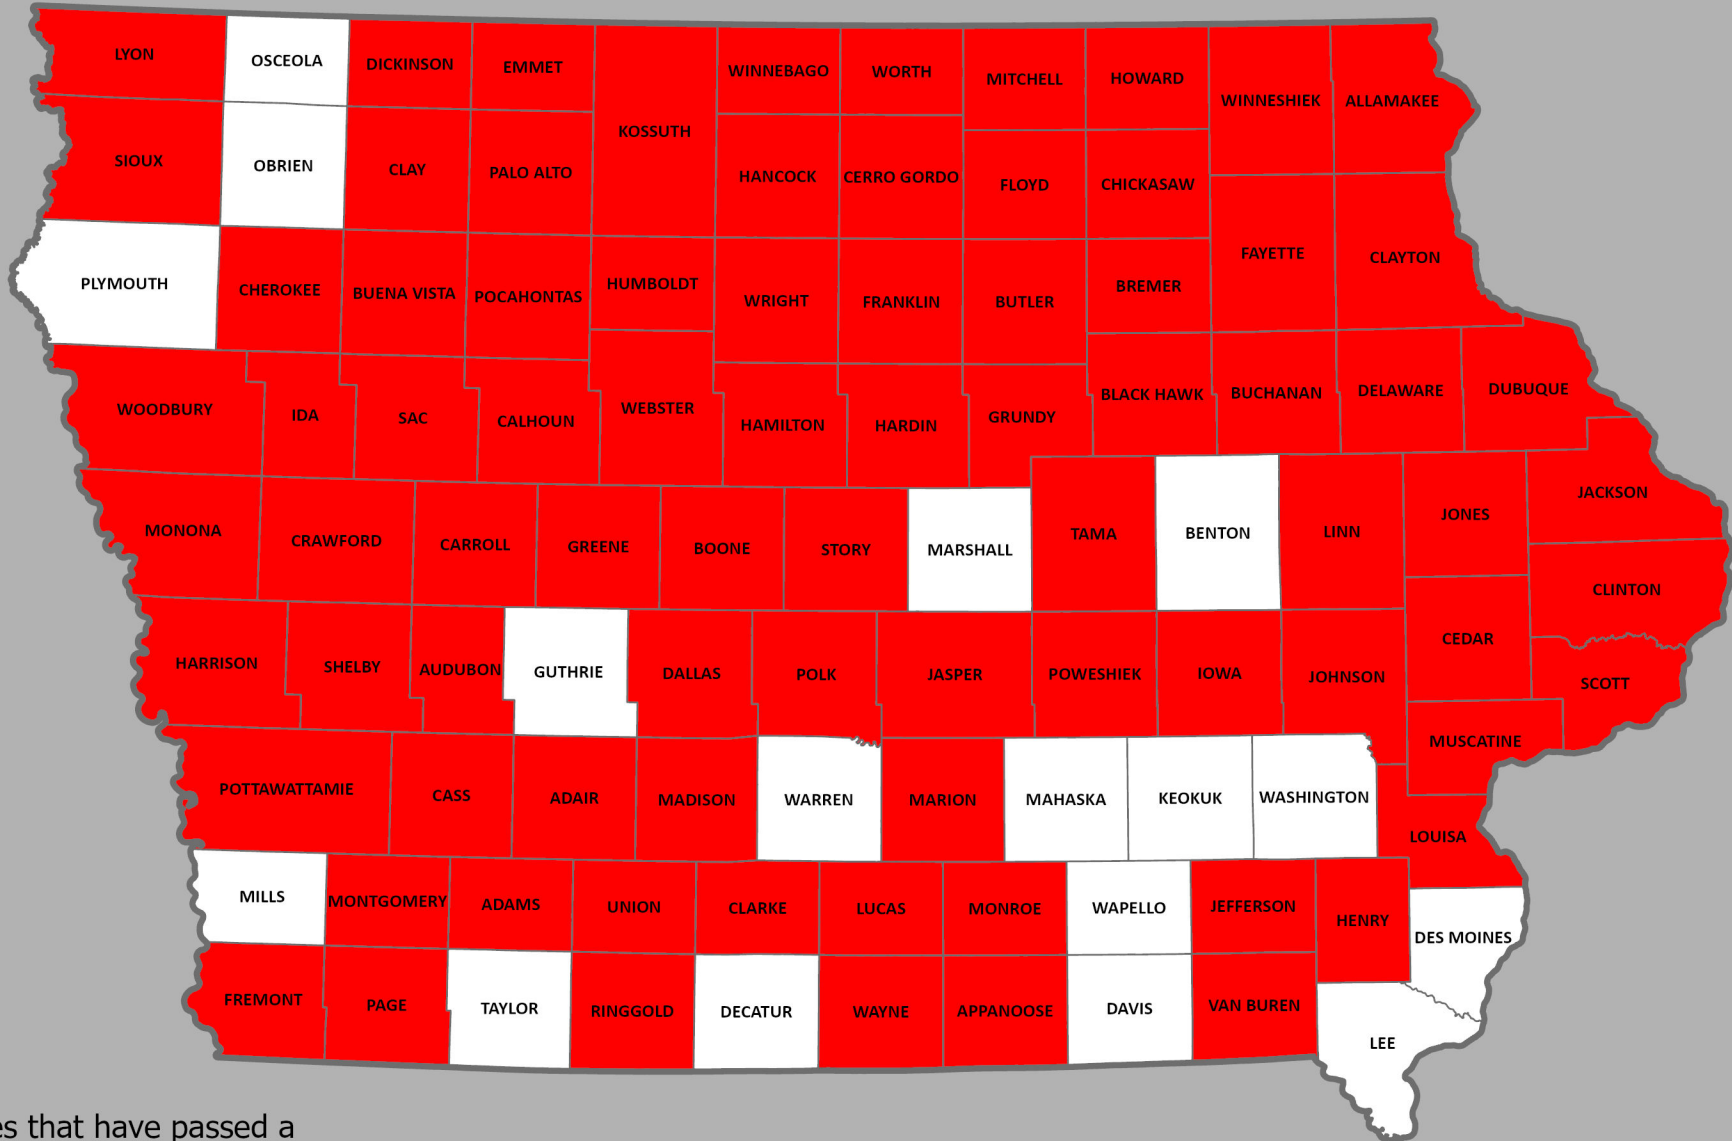 LYON
OSCEOLA
DICKINSON
EMMET
KOSSUTH
WINNEBAGO
WORTH
MITCHELL
HOWARD
WINNESHIEK
ALLAMAKEE
SIOUX
OBRIEN
CLAY
PALO ALTO
HANCOCK
CERRO GORDO
FLOYD
CHICKASAW
PLYMOUTH
CHEROKEE
BUENA VISTA
POCAHONTAS
HUMBOLDT
WRIGHT
FRANKLIN
BUTLER
BREMER
FAYETTE
CLAYTON
WOODBURY
IDA
SAC
CALHOUN
WEBSTER
HAMILTON
HARDIN
GRUNDY
BLACK HAWK
BUCHANAN
DELAWARE
DUBUQUE
MONONA
CRAWFORD
CARROLL
GREENE
BOONE
STORY
MARSHALL
TAMA
BENTON
LINN
JONES
JACKSON
CLINTON
HARRISON
SHELBY
AUDUBON
GUTHRIE
DALLAS
POLK
JASPER
POWESHIEK
IOWA
JOHNSON
CEDAR
SCOTT
MUSCATINE
POTTAWATTAMIE
CASS
ADAIR
MADISON
WARREN
MARION
MAHASKA
KEOKUK
WASHINGTON
LOUISA
MILLS
MONTGOMERY
ADAMS
UNION
CLARKE
LUCAS
MONROE
WAPELLO
JEFFERSON
HENRY
DES MOINES
FREMONT
PAGE
TAYLOR
RINGGOLD
DECATUR
WAYNE
APPANOOSE
DAVIS
VAN BUREN
LEE
that have passed a